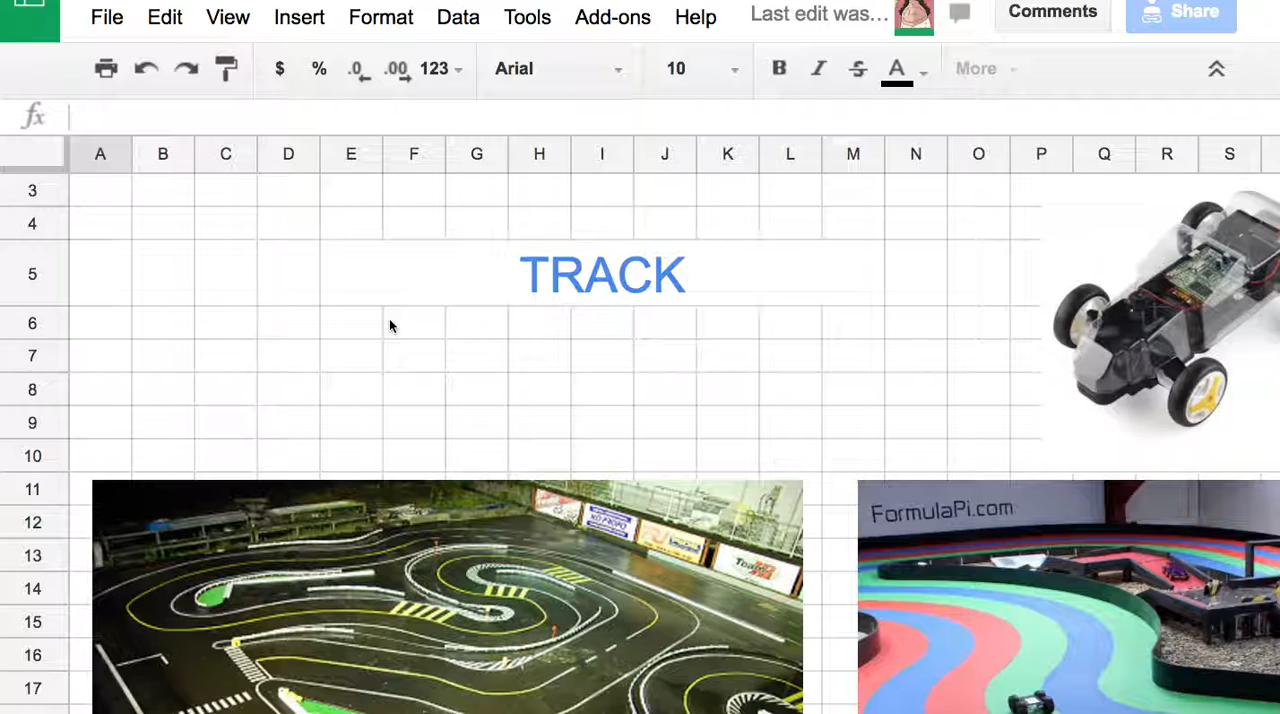 File Edit View Insert Format Data Tools Add-ons Help Last edit was... Comments Share
$ % .0 .00 123 Arial 10 B I S A More
fx
A B C D E F G H I J K L M N O P Q R S
3
4
5 TRACK
6
7
8
9
10
11
12 FormulaPi.com
13
14
15
16
17